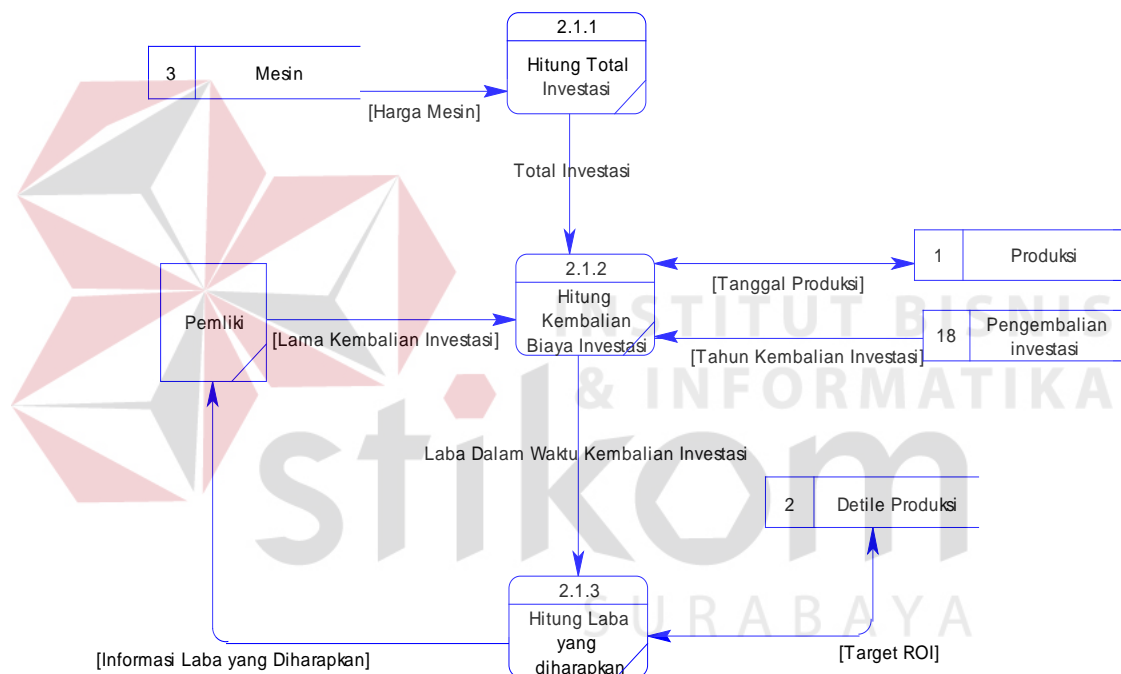 2.1.1
Hitung Total
Investasi
3
Mesin
[Harga Mesin]
Total Investasi
2.1.2
Hitung
Kembalian
Biaya Investasi
1
Produksi
[Tanggal Produksi]
Pemliki
[Lama Kembalian Investasi]
18
Pengembalian
investasi
[Tahun Kembalian Investasi]
INSTITUT BISNIS
& INFORMATIKA
stikom
SURABAYA
Laba Dalam Waktu Kembalian Investasi
2
Detile Produksi
2.1.3
Hitung Laba
yang
diharapkan
[Informasi Laba yang Diharapkan]
[Target ROI]